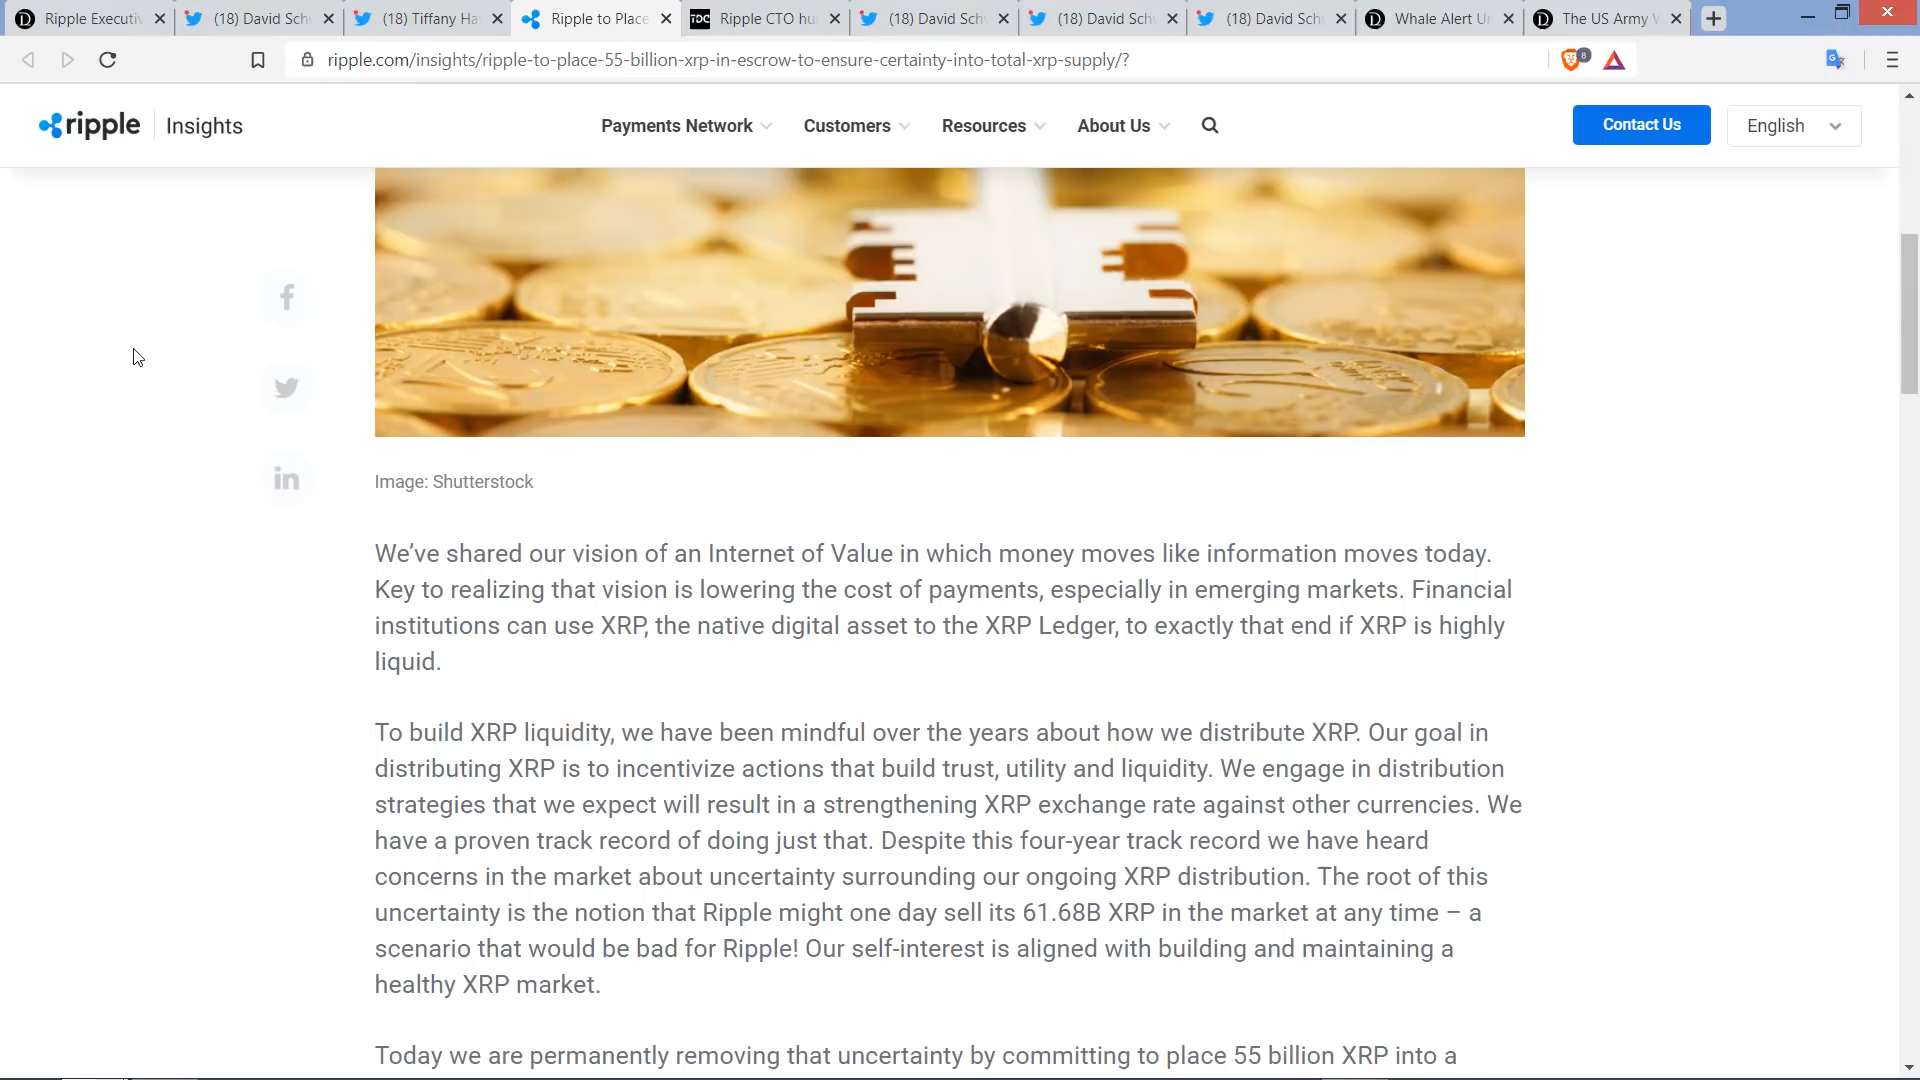 Ripple Executi
(18) David Sch
(18) Tiffany Ha
Ripple to Place
TDC Ripple CTO hu
(18) David Sch
(18) David Sch
(18) David Sch
Whale Alert Un
The US Army
ripple.com/insights/ripple-to-place-55-billion-xrp-in-escrow-to-ensure-certainty-into-total-xrp-supply/?
8
ripple Insights
Payments Network
Customers
Resources
About Us
Contact Us
English
Image: Shutterstock
We’ve shared our vision of an Internet of Value in which money moves like information moves today.
Key to realizing that vision is lowering the cost of payments, especially in emerging markets. Financial
institutions can use XRP, the native digital asset to the XRP Ledger, to exactly that end if XRP is highly
liquid.
To build XRP liquidity, we have been mindful over the years about how we distribute XRP. Our goal in
distributing XRP is to incentivize actions that build trust, utility and liquidity. We engage in distribution
strategies that we expect will result in a strengthening XRP exchange rate against other currencies. We
have a proven track record of doing just that. Despite this four-year track record we have heard
concerns in the market about uncertainty surrounding our ongoing XRP distribution. The root of this
uncertainty is the notion that Ripple might one day sell its 61.68B XRP in the market at any time – a
scenario that would be bad for Ripple! Our self-interest is aligned with building and maintaining a
healthy XRP market.
Today we are permanently removing that uncertainty by committing to place 55 billion XRP into a